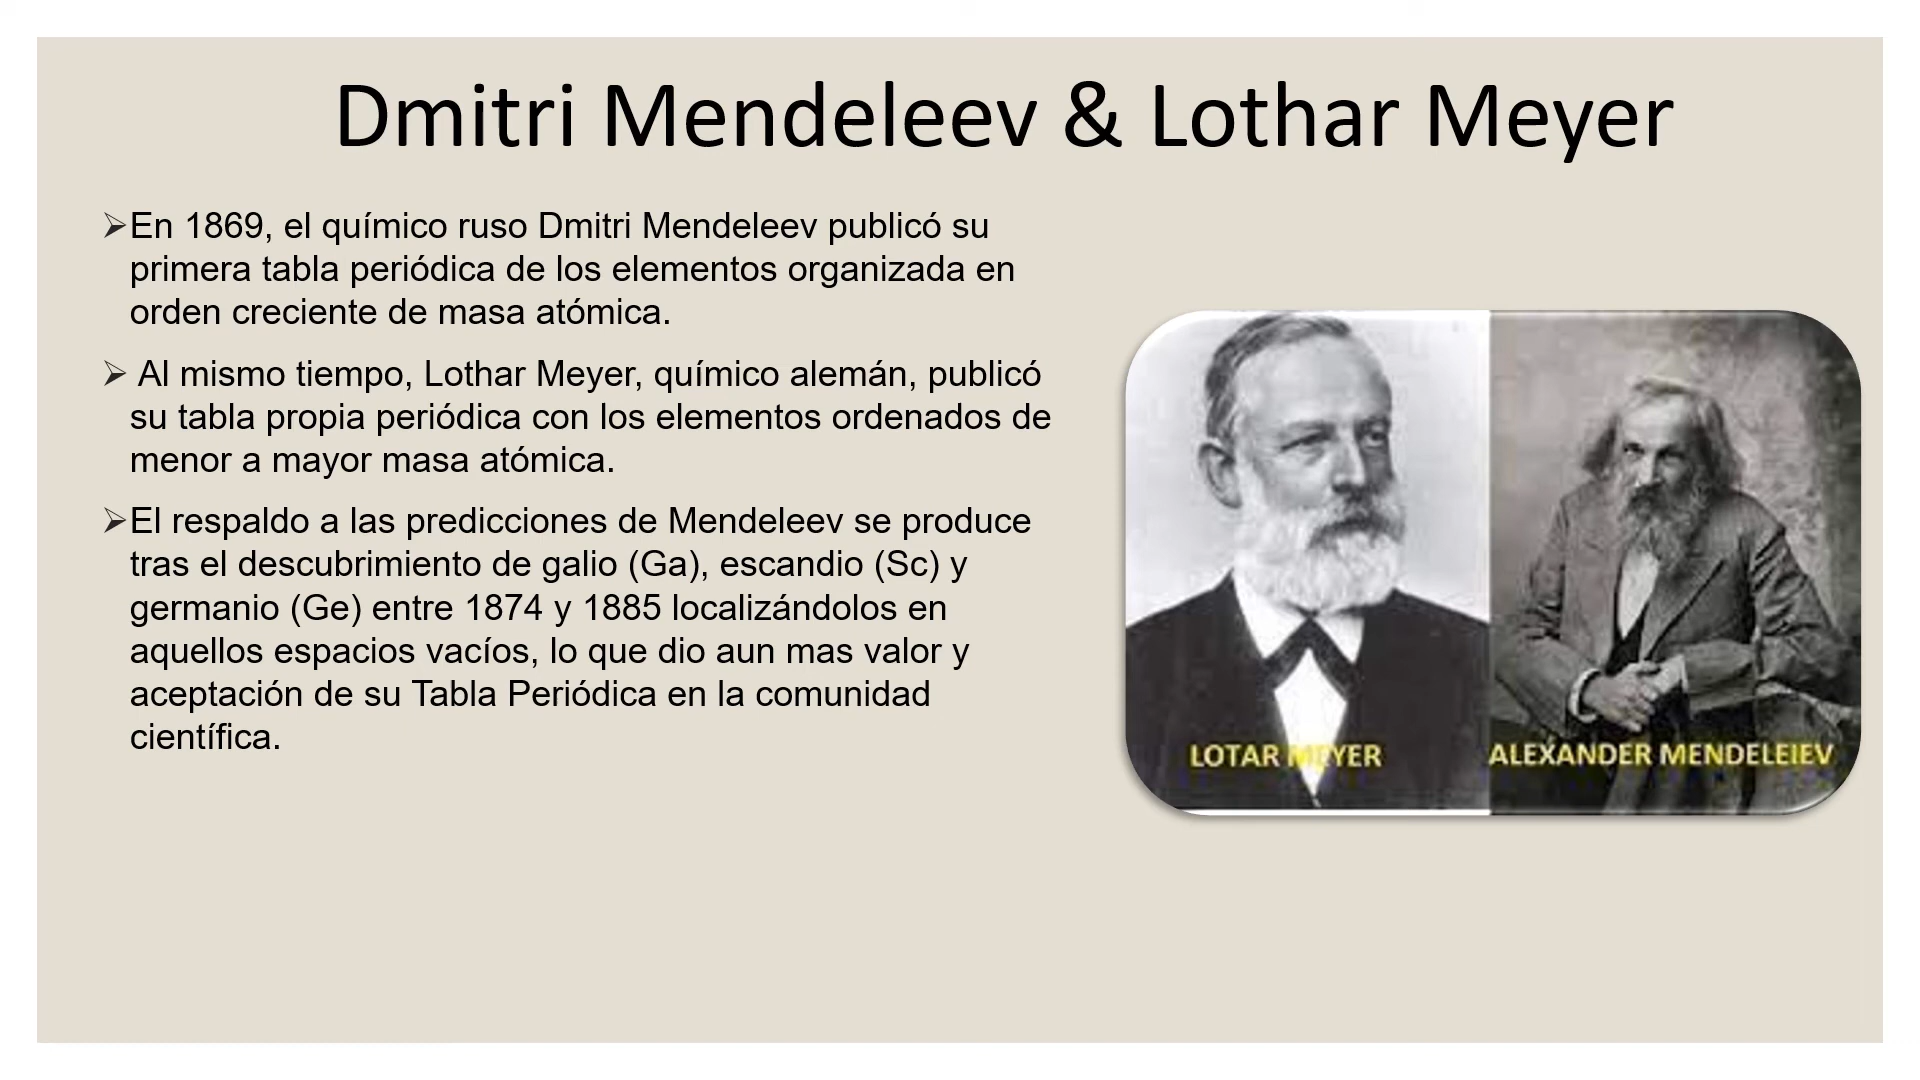 Dmitri Mendeleev & Lothar Meyer
➢En 1869, el químico ruso Dmitri Mendeleev publicó su
primera tabla periódica de los elementos organizada en
orden creciente de masa atómica.
➢ Al mismo tiempo, Lothar Meyer, químico alemán, publicó
su tabla propia periódica con los elementos ordenados de
menor a mayor masa atómica.
➢El respaldo a las predicciones de Mendeleev se produce
tras el descubrimiento de galio (Ga), escandio (Sc) y
germanio (Ge) entre 1874 y 1885 localizándolos en
aquellos espacios vacíos, lo que dio aun mas valor y
aceptación de su Tabla Periódica en la comunidad
científica.
LOTAR MEYER
ALEXANDER MENDELEIEV